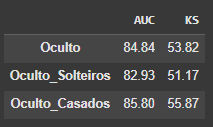 AUC KS
Oculto 84.84 53.82
Oculto_Solteiros 82.93 51.17
Oculto_Casados 85.80 55.87